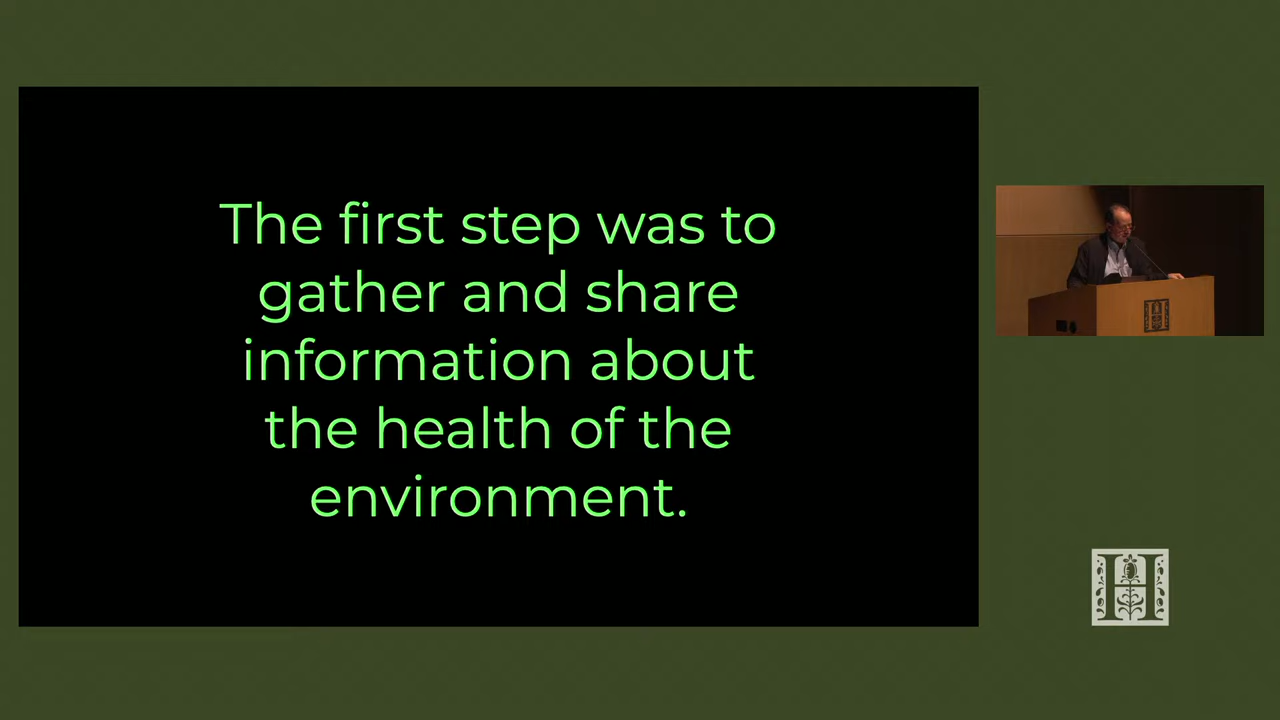 The first step was to
gather and share
information about
the health of the
environment.
H